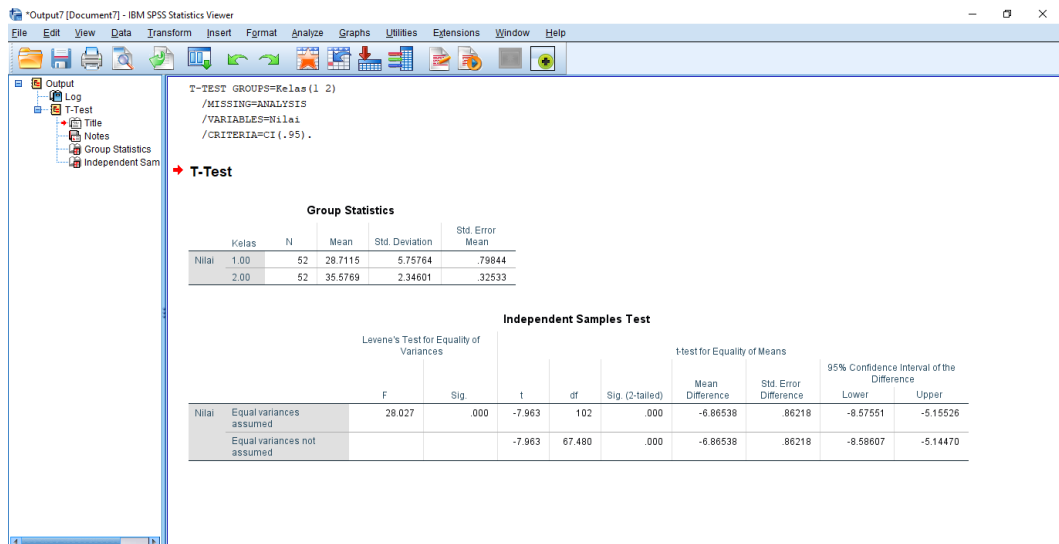 *Output7 [Document7] - IBM SPSS Statistics Viewer
File Edit View Data Transform Insert Format Analyze Graphs Utilities Extensions Window Help
Output
Log
T-Test
Title
Notes
Group Statistics
Independent Sam
T-TEST GROUPS=Kelas(1 2)
/MISSING=ANALYSIS
/VARIABLES=Nilai
/CRITERIA=CI(.95).
T-Test
Group Statistics
Kelas N Mean Std. Deviation Std. Error Mean
Nilai 1.00 52 28.7115 5.75764 .79844
2.00 52 35.5769 2.34601 .32533
Independent Samples Test
Levene's Test for Equality of Variances t-test for Equality of Means
95% Confidence Interval of the Difference
F Sig. t df Sig. (2-tailed) Mean Difference Std. Error Difference Lower Upper
Nilai Equal variances assumed 28.027 .000 -7.963 102 .000 -6.86538 .86218 -8.57551 -5.15526
Equal variances not assumed -7.963 67.480 .000 -6.86538 .86218 -8.58607 -5.14470